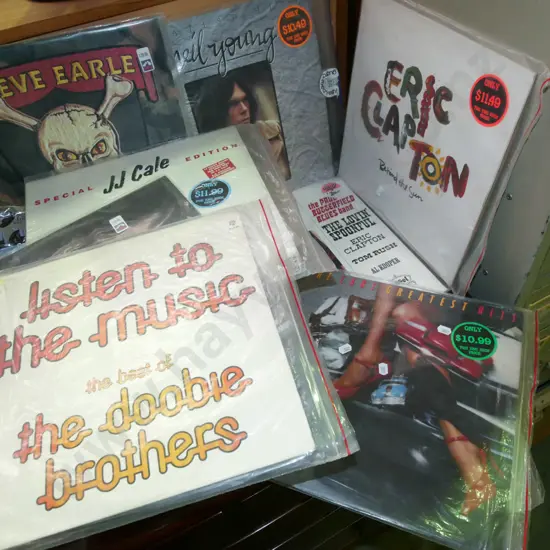 EVE EARLE
neil young
ONLY
$10.49
ERIC
CLAPTON
Behind the Sun
ONLY
$11.49
SPECIAL JJ Cale EDITION
ONLY
$11.99
the PAUL
BUTTERFIELD
BLUES band
THE LOVIN'
SPOONFUL
ERIC
CLAPTON
TOM RUSH
AL KOOPER
listen to
the music
the best of
the doobie
brothers
GREATEST HITS
ONLY
$10.99